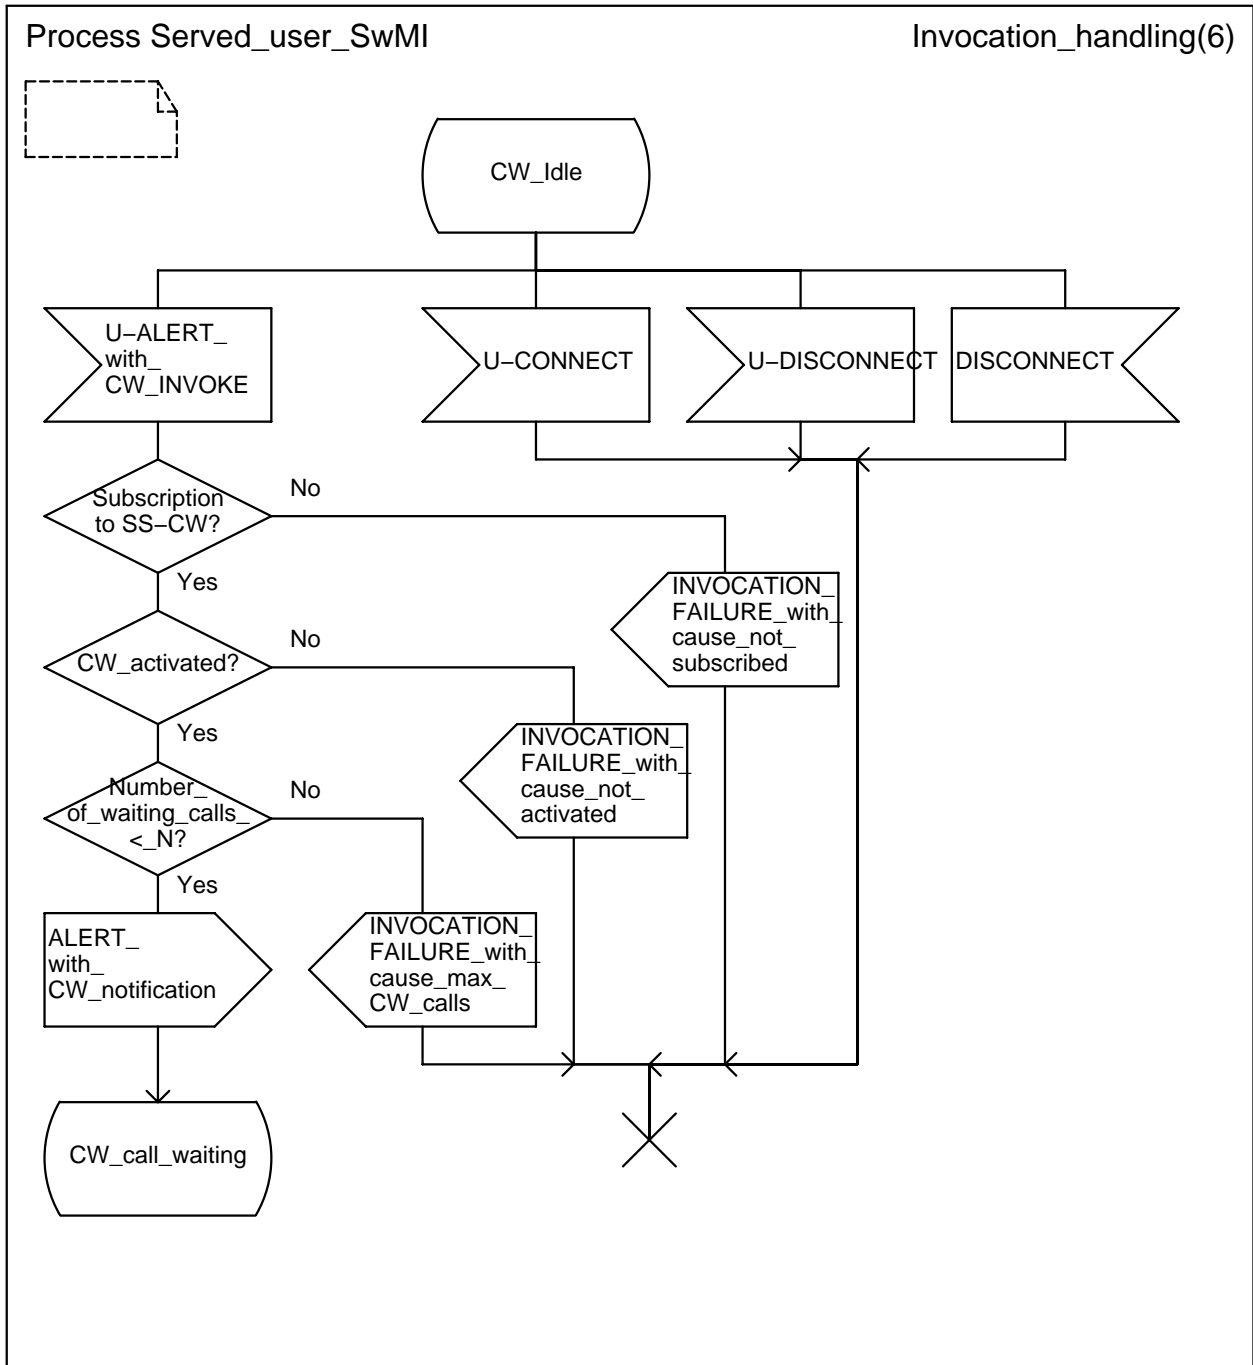 Process Served_user_SwMI
Invocation_handling(6)
CW_Idle
U−ALERT_
with_
CW_INVOKE
U−CONNECT
U−DISCONNECT
DISCONNECT
Subscription
to SS−CW?
No
Yes
INVOCATION_
FAILURE_with_
cause_not_
subscribed
CW_activated?
No
Yes
INVOCATION_
FAILURE_with_
cause_not_
activated
Number_
of_waiting_calls_
<_N?
No
Yes
ALERT_
with_
CW_notification
INVOCATION_
FAILURE_with_
cause_max_
CW_calls
CW_call_waiting